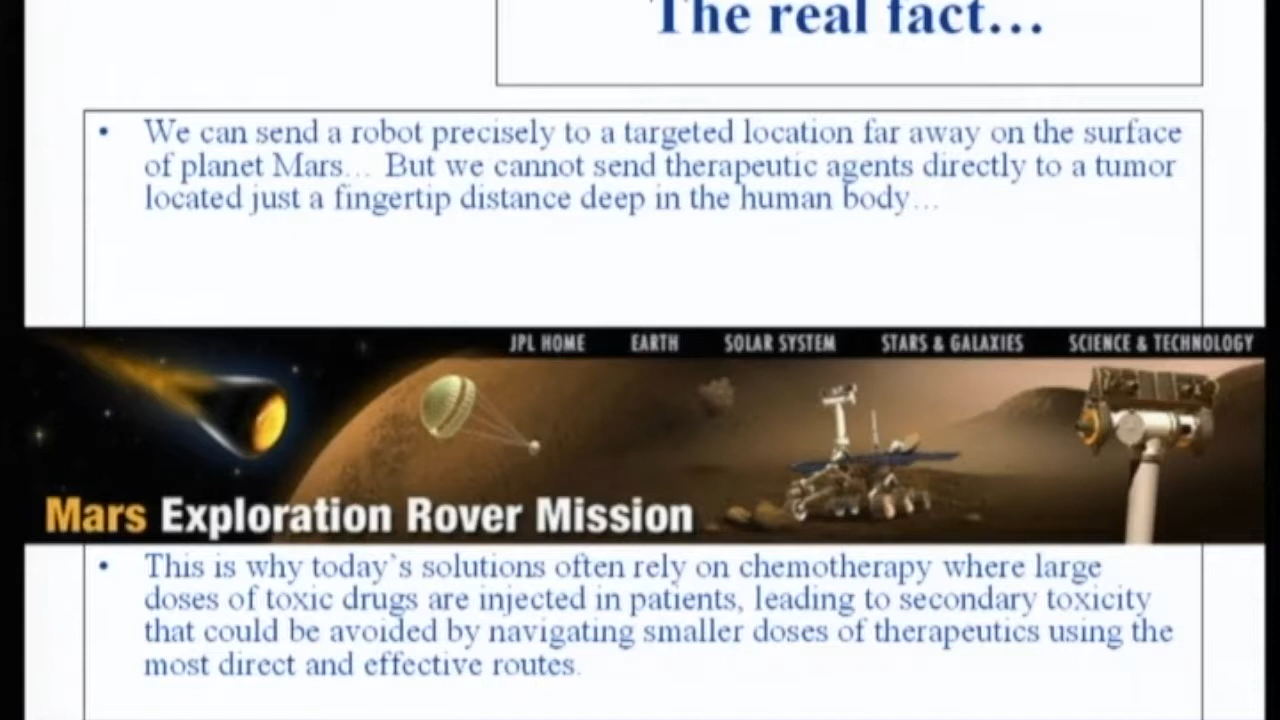 The real fact…
• We can send a robot precisely to a targeted location far away on the surface
of planet Mars… But we cannot send therapeutic agents directly to a tumor
located just a fingertip distance deep in the human body…
JPL HOME EARTH SOLAR SYSTEM STARS & GALAXIES SCIENCE & TECHNOLOGY
Mars Exploration Rover Mission
• This is why today's solutions often rely on chemotherapy where large
doses of toxic drugs are injected in patients, leading to secondary toxicity
that could be avoided by navigating smaller doses of therapeutics using the
most direct and effective routes.